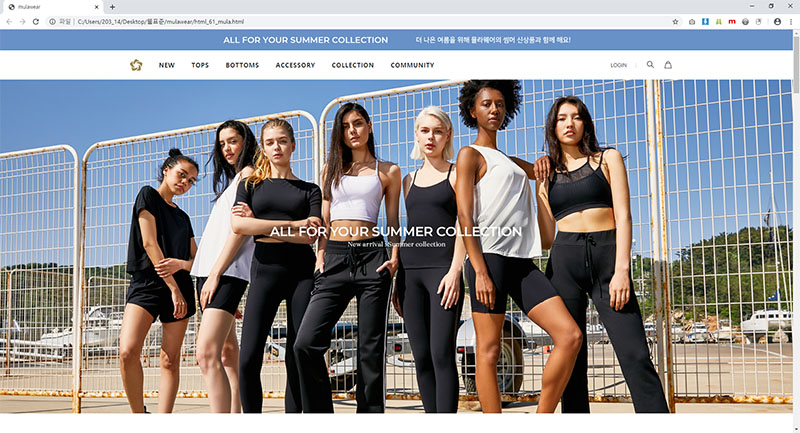 mulawear
파일 | C:/Users/203_14/Desktop/웹표준/mulawear/html_61_mula.html
ALL FOR YOUR SUMMER COLLECTION 더 나은 여름을 위해 뮬라웨어의 썸머 신상품과 함께 해요!
NEW TOPS BOTTOMS ACCESSORY COLLECTION COMMUNITY LOGIN
ALL FOR YOUR SUMMER COLLECTION
New arrival >Summer collection